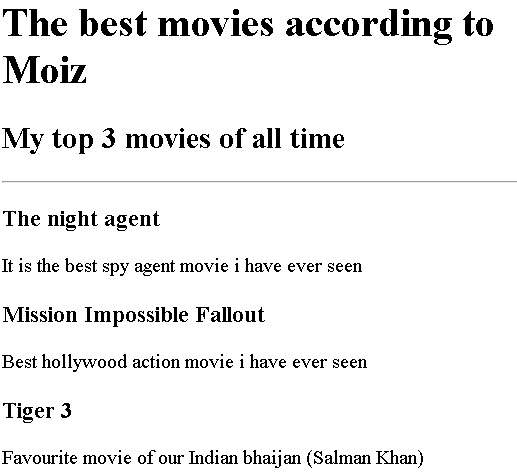 The best movies according to
Moiz
My top 3 movies of all time
The night agent
It is the best spy agent movie i have ever seen
Mission Impossible Fallout
Best hollywood action movie i have ever seen
Tiger 3
Favourite movie of our Indian bhaijan (Salman Khan)